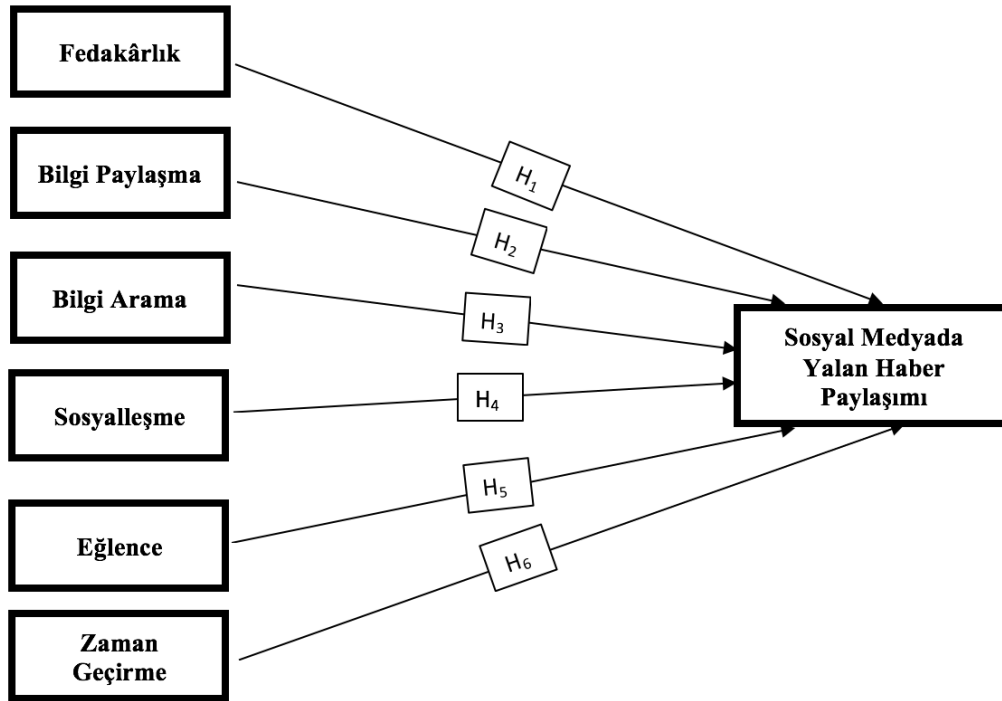 Fedakârlık
Bilgi Paylaşma
Bilgi Arama
Sosyalleşme
Eğlence
Zaman
Geçirme
H1
H2
H3
H4
H5
H6
Sosyal Medyada
Yalan Haber
Paylaşımı